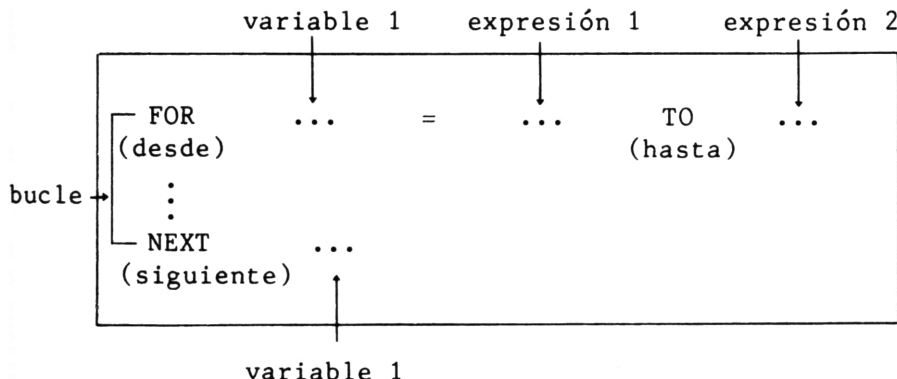 variable 1 expresión 1 expresión 2
FOR ... = ... TO ...
(desde) (hasta)
bucle
NEXT ...
(siguiente)
variable 1